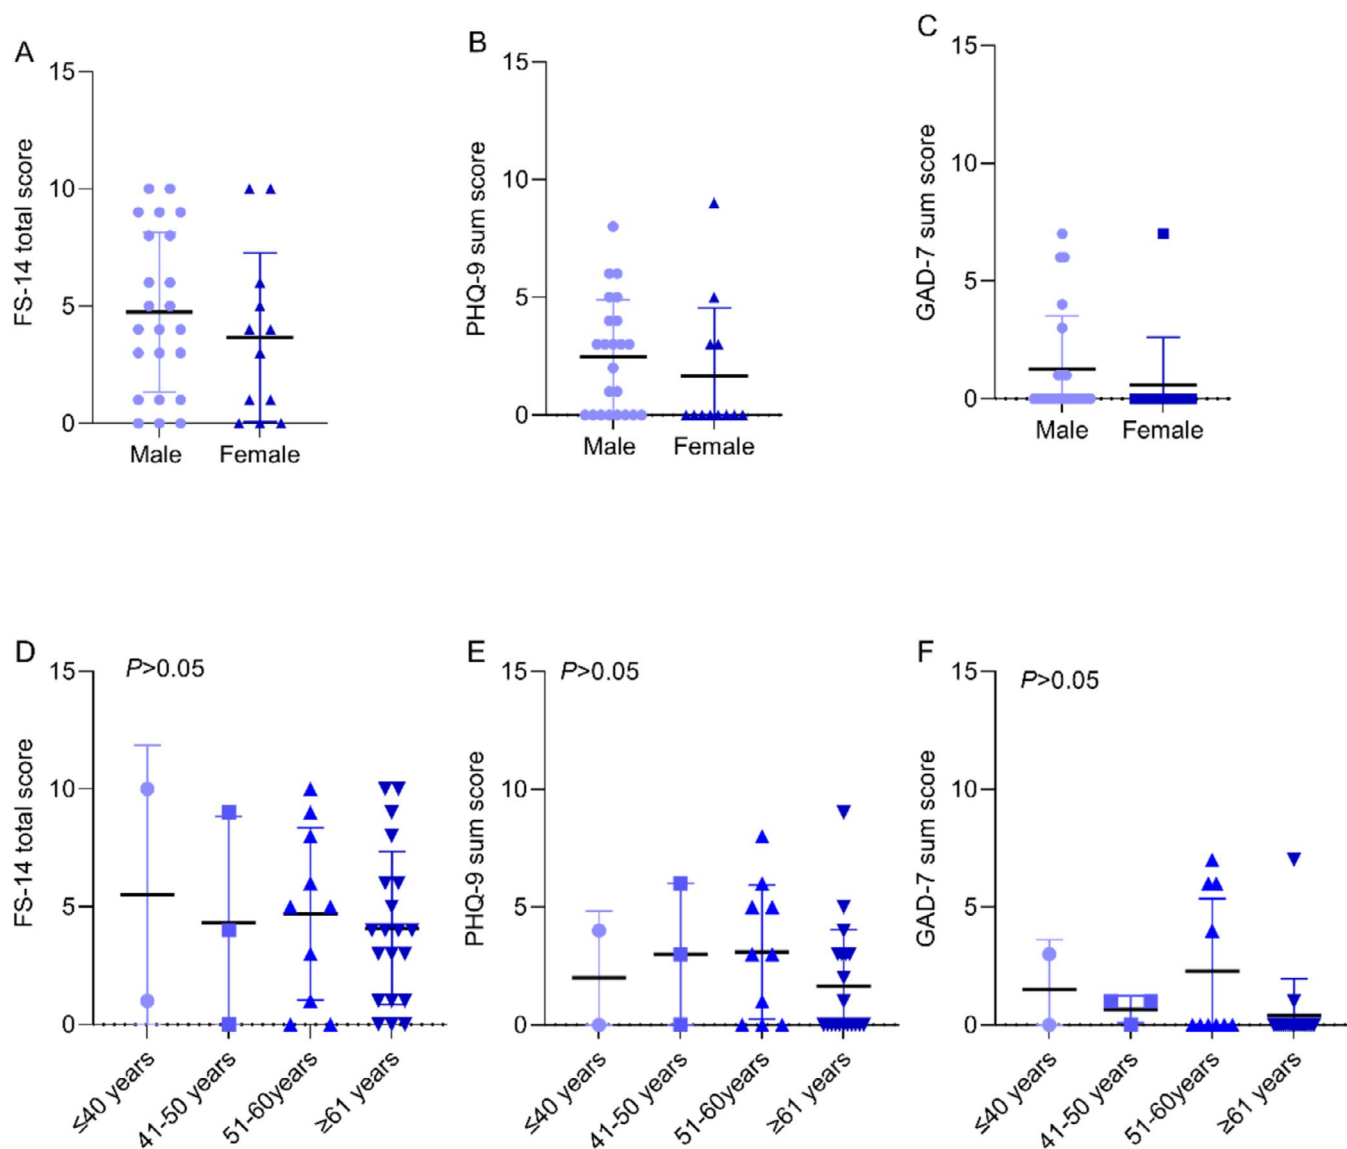 A
FS-14 total score
15
10
5
0
Male Female
B
PHQ-9 sum score
15
10
5
0
Male Female
C
GAD-7 sum score
15
10
5
0
Male Female
D
P>0.05
FS-14 total score
15
10
5
0
≤40 years
41-50 years
51-60years
≥61 years
E
P>0.05
PHQ-9 sum score
15
10
5
0
≤40 years
41-50 years
51-60years
≥61 years
F
P>0.05
GAD-7 sum score
15
10
5
0
≤40 years
41-50 years
51-60years
≥61 years